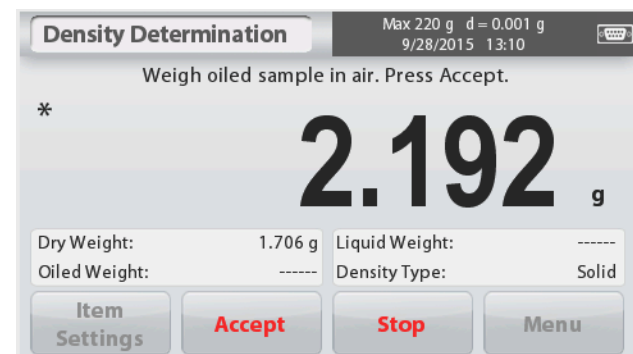 Density Determination
Max 220 g d = 0.001 g
9/28/2015 13:10
Weigh oiled sample in air. Press Accept.
*
2.192 g
Dry Weight: 1.706 g Liquid Weight: ------
Oiled Weight: ------ Density Type: Solid
Item
Settings
Accept
Stop
Menu